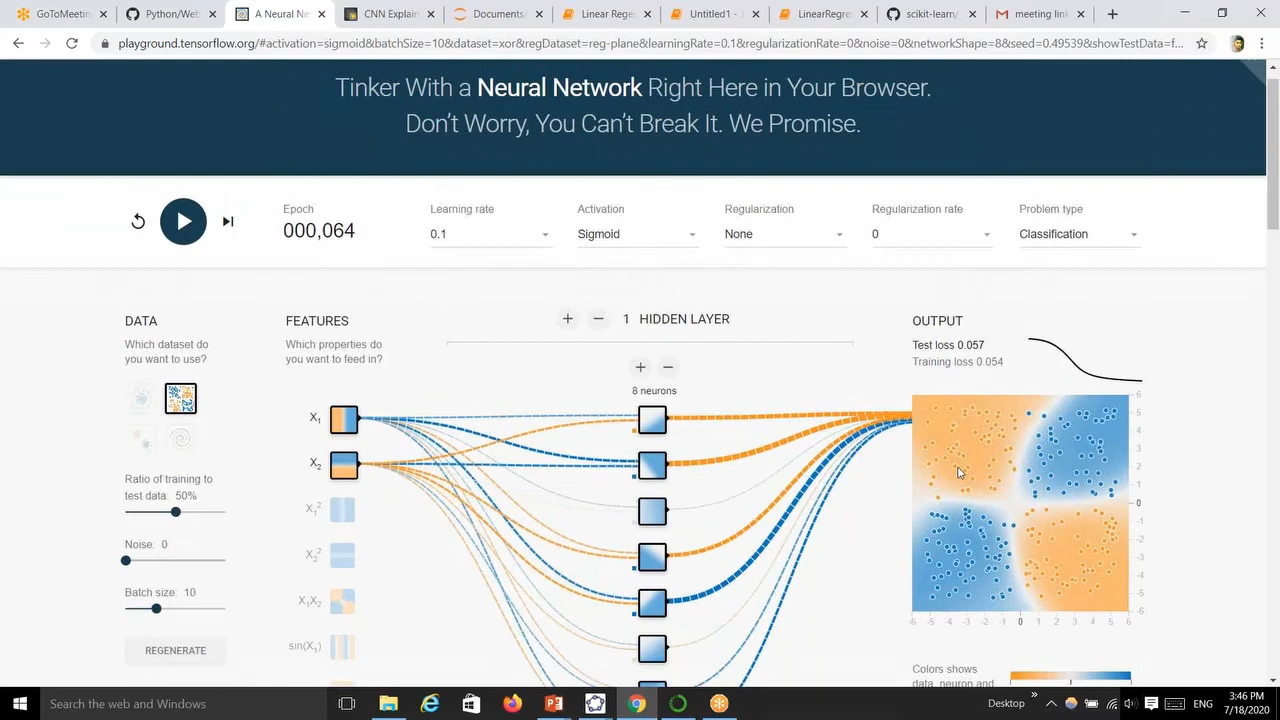 GoToMeetin
Python/Web
A Neural Ne
CNN Explain
Documents/
Linear Regre
Untitled1 - J
LinearRegre
scikit-learn/
meeting link
playground.tensorflow.org/#activation=sigmoid&batchSize=10&dataset=xor&regDataset=reg-plane&learningRate=0.1&regularizationRate=0&noise=0&networkShape=8&seed=0.49539&showTestData=f...
Tinker With a Neural Network Right Here in Your Browser.
Don't Worry, You Can't Break It. We Promise.
Epoch
000,064
Learning rate
0.1
Activation
Sigmoid
Regularization
None
Regularization rate
0
Problem type
Classification
DATA
Which dataset do
you want to use?
Ratio of training to
test data: 50%
Noise: 0
Batch size: 10
REGENERATE
FEATURES
Which properties do
you want to feed in?
X₁
X₂
X₁²
X₂²
X₁X₂
sin(X₁)
1 HIDDEN LAYER
8 neurons
OUTPUT
Test loss 0.057
Training loss 0.054
6
5
4
3
2
1
0
-1
-2
-3
-4
-5
-6
-6 -5 -4 -3 -2 -1 0 1 2 3 4 5 6
Colors shows
data, neuron and
Search the web and Windows
Desktop
ENG
3:46 PM
7/18/2020